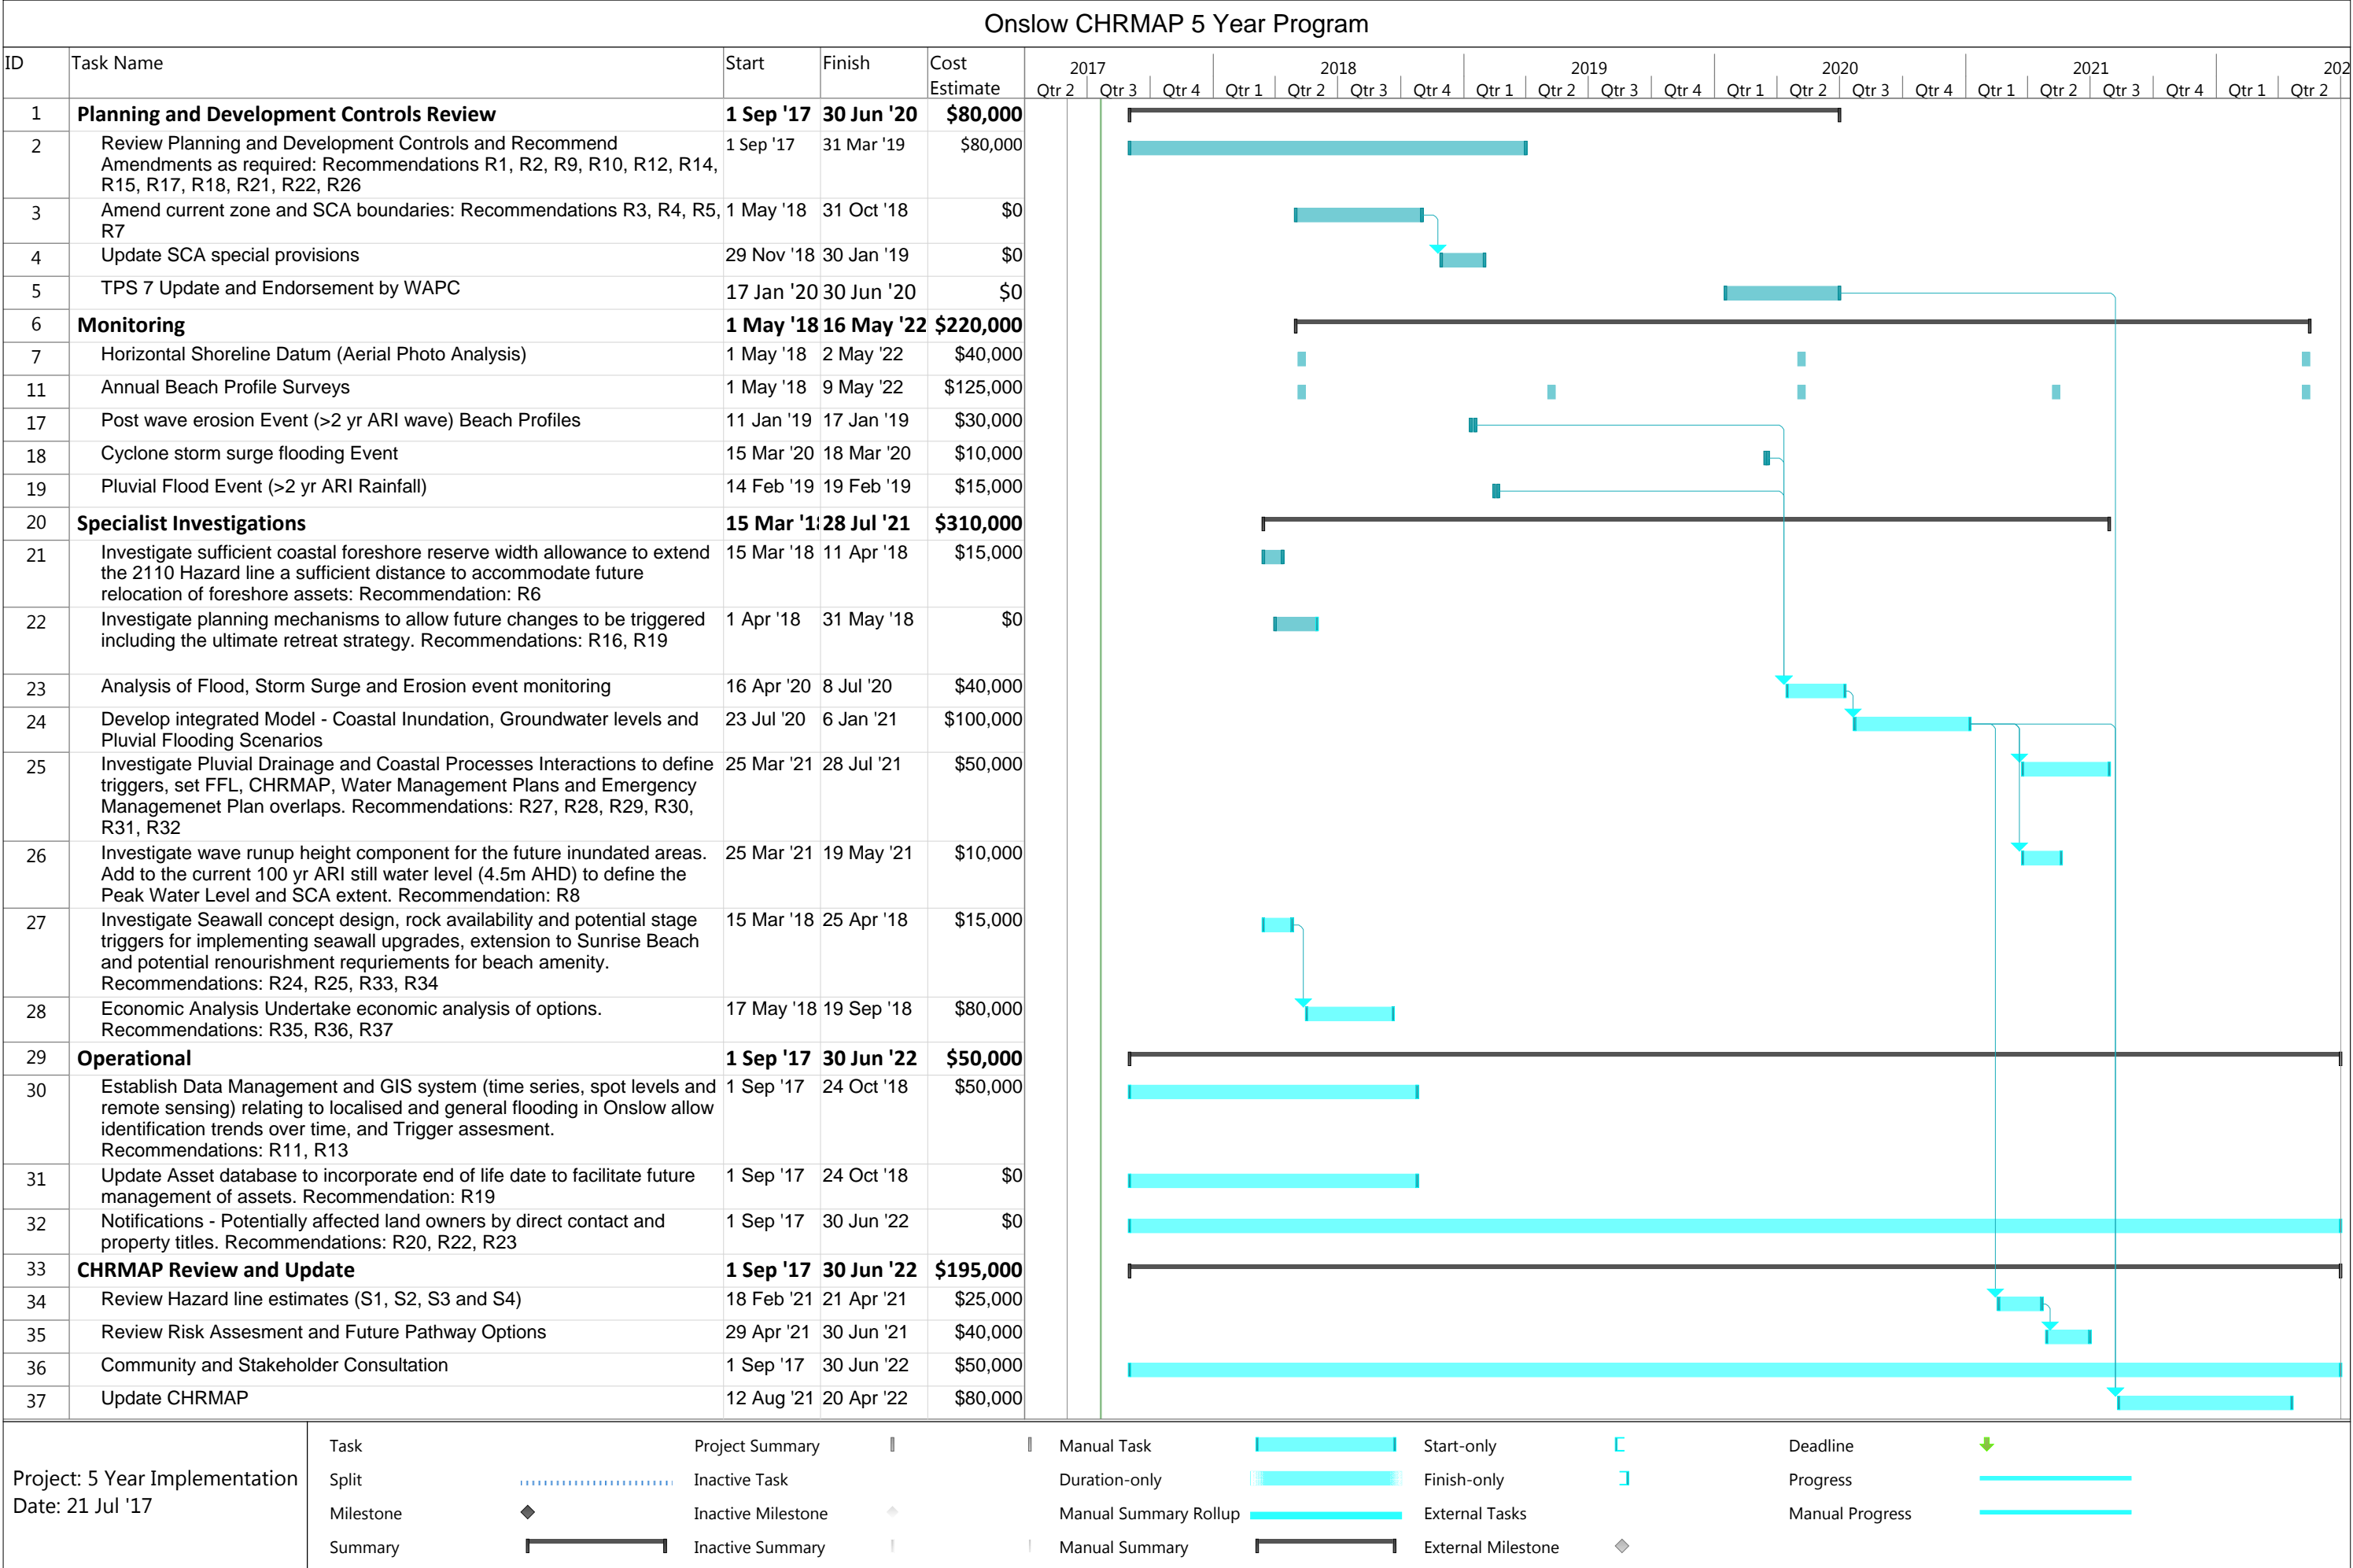 Onslow CHRMAP 5 Year Program
ID Task Name Start Finish Cost Estimate
2017 2018 2019 2020 2021 202
Qtr 2 Qtr 3 Qtr 4 Qtr 1 Qtr 2 Qtr 3 Qtr 4 Qtr 1 Qtr 2 Qtr 3 Qtr 4 Qtr 1 Qtr 2 Qtr 3 Qtr 4 Qtr 1 Qtr 2 Qtr 3 Qtr 4 Qtr 1 Qtr 2
1 Planning and Development Controls Review 1 Sep '17 30 Jun '20 $80,000
2 Review Planning and Development Controls and Recommend 1 Sep '17 31 Mar '19 $80,000
Amendments as required: Recommendations R1, R2, R9, R10, R12, R14,
R15, R17, R18, R21, R22, R26
3 Amend current zone and SCA boundaries: Recommendations R3, R4, R5, 1 May '18 31 Oct '18 $0
R7
4 Update SCA special provisions 29 Nov '18 30 Jan '19 $0
5 TPS 7 Update and Endorsement by WAPC 17 Jan '20 30 Jun '20 $0
6 Monitoring 1 May '18 16 May '22 $220,000
7 Horizontal Shoreline Datum (Aerial Photo Analysis) 1 May '18 2 May '22 $40,000
11 Annual Beach Profile Surveys 1 May '18 9 May '22 $125,000
17 Post wave erosion Event (>2 yr ARI wave) Beach Profiles 11 Jan '19 17 Jan '19 $30,000
18 Cyclone storm surge flooding Event 15 Mar '20 18 Mar '20 $10,000
19 Pluvial Flood Event (>2 yr ARI Rainfall) 14 Feb '19 19 Feb '19 $15,000
20 Specialist Investigations 15 Mar '18 28 Jul '21 $310,000
21 Investigate sufficient coastal foreshore reserve width allowance to extend 15 Mar '18 11 Apr '18 $15,000
the 2110 Hazard line a sufficient distance to accommodate future
relocation of foreshore assets: Recommendation: R6
22 Investigate planning mechanisms to allow future changes to be triggered 1 Apr '18 31 May '18 $0
including the ultimate retreat strategy. Recommendations: R16, R19
23 Analysis of Flood, Storm Surge and Erosion event monitoring 16 Apr '20 8 Jul '20 $40,000
24 Develop integrated Model - Coastal Inundation, Groundwater levels and 23 Jul '20 6 Jan '21 $100,000
Pluvial Flooding Scenarios
25 Investigate Pluvial Drainage and Coastal Processes Interactions to define 25 Mar '21 28 Jul '21 $50,000
triggers, set FFL, CHRMAP, Water Management Plans and Emergency
Managemenet Plan overlaps. Recommendations: R27, R28, R29, R30,
R31, R32
26 Investigate wave runup height component for the future inundated areas. 25 Mar '21 19 May '21 $10,000
Add to the current 100 yr ARI still water level (4.5m AHD) to define the
Peak Water Level and SCA extent. Recommendation: R8
27 Investigate Seawall concept design, rock availability and potential stage 15 Mar '18 25 Apr '18 $15,000
triggers for implementing seawall upgrades, extension to Sunrise Beach
and potential renourishment requriements for beach amenity.
Recommendations: R24, R25, R33, R34
28 Economic Analysis Undertake economic analysis of options. 17 May '18 19 Sep '18 $80,000
Recommendations: R35, R36, R37
29 Operational 1 Sep '17 30 Jun '22 $50,000
30 Establish Data Management and GIS system (time series, spot levels and 1 Sep '17 24 Oct '18 $50,000
remote sensing) relating to localised and general flooding in Onslow allow
identification trends over time, and Trigger assesment.
Recommendations: R11, R13
31 Update Asset database to incorporate end of life date to facilitate future 1 Sep '17 24 Oct '18 $0
management of assets. Recommendation: R19
32 Notifications - Potentially affected land owners by direct contact and 1 Sep '17 30 Jun '22 $0
property titles. Recommendations: R20, R22, R23
33 CHRMAP Review and Update 1 Sep '17 30 Jun '22 $195,000
34 Review Hazard line estimates (S1, S2, S3 and S4) 18 Feb '21 21 Apr '21 $25,000
35 Review Risk Assesment and Future Pathway Options 29 Apr '21 30 Jun '21 $40,000
36 Community and Stakeholder Consultation 1 Sep '17 30 Jun '22 $50,000
37 Update CHRMAP 12 Aug '21 20 Apr '22 $80,000
Project: 5 Year Implementation
Date: 21 Jul '17
Task Project Summary Manual Task Start-only Deadline
Split Inactive Task Duration-only Finish-only Progress
Milestone Inactive Milestone Manual Summary Rollup External Tasks Manual Progress
Summary Inactive Summary Manual Summary External Milestone